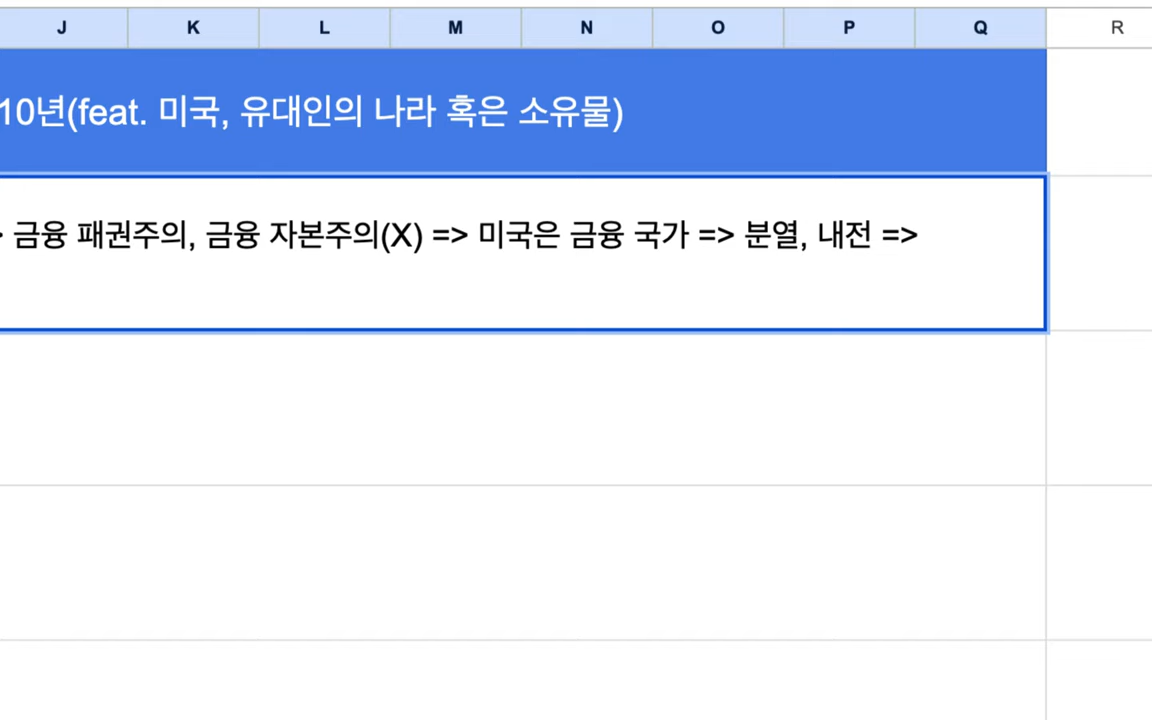 J K L M N O P Q R
10년(feat. 미국, 유대인의 나라 혹은 소유물)
금융 패권주의, 금융 자본주의(X) => 미국은 금융 국가 => 분열, 내전 =>